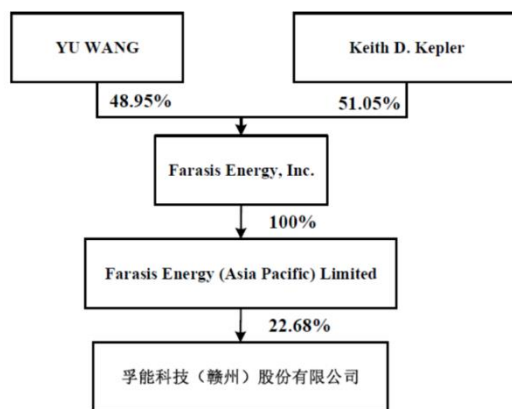 YU WANG
Keith D. Kepler
48.95%
51.05%
Farasis Energy, Inc.
100%
Farasis Energy (Asia Pacific) Limited
22.68%
孚能科技（赣州）股份有限公司